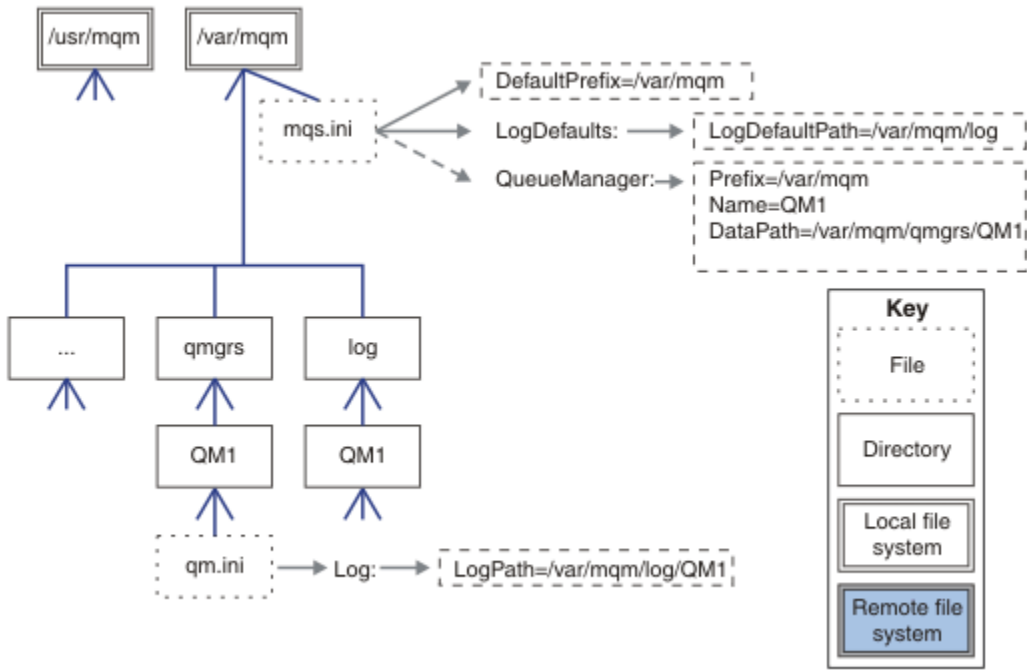 /usr/mqm
/var/mqm
mqs.ini
DefaultPrefix=/var/mqm
LogDefaults:
LogDefaultPath=/var/mqm/log
QueueManager:
Prefix=/var/mqm
Name=QM1
DataPath=/var/mqm/qmgrs/QM1
...
qmgrs
log
QM1
QM1
qm.ini
Log:
LogPath=/var/mqm/log/QM1
Key
File
Directory
Local file
system
Remote file
system